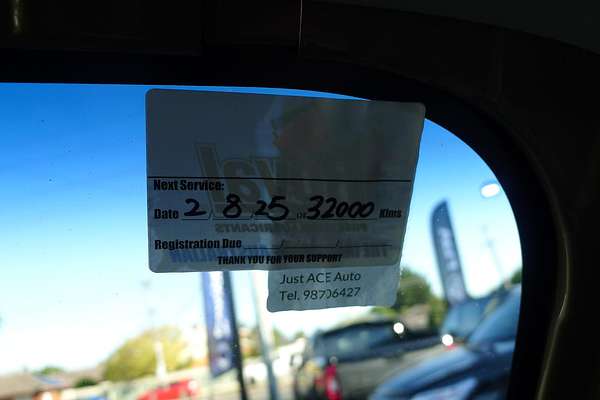 Next Service:
Date 2/8/25 or 32000 Klms
Registration Due / /
THANK YOU FOR YOUR SUPPORT
Just ACE Auto
Tel. 98706427